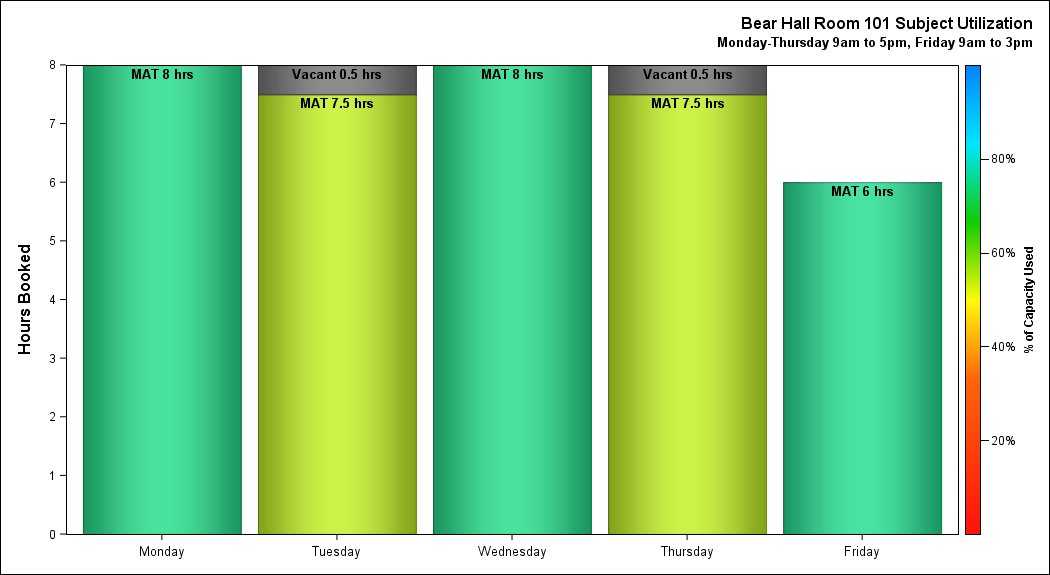 Bear Hall Room 101 Subject Utilization
Monday-Thursday 9am to 5pm, Friday 9am to 3pm
Hours Booked
8
7
6
5
4
3
2
1
0
MAT 8 hrs
Vacant 0.5 hrs
MAT 7.5 hrs
MAT 8 hrs
Vacant 0.5 hrs
MAT 7.5 hrs
MAT 6 hrs
Monday
Tuesday
Wednesday
Thursday
Friday
80%
60%
40%
20%
% of Capacity Used